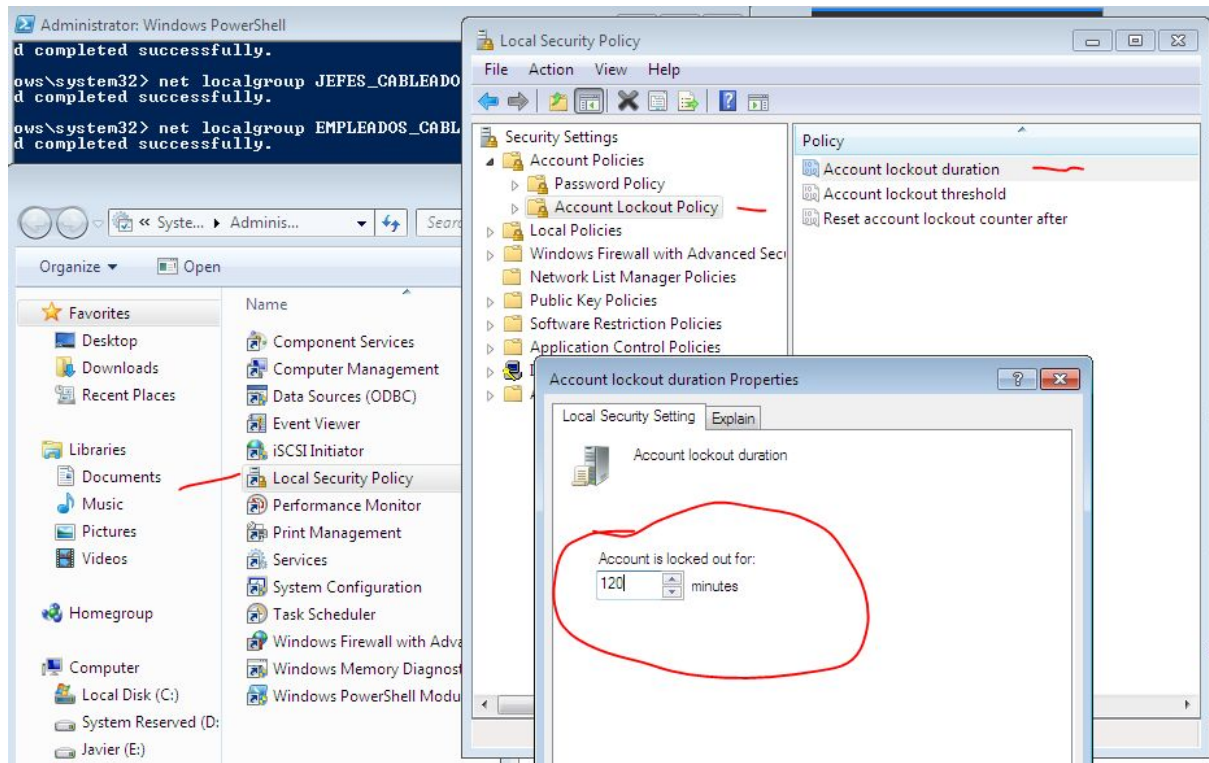 Administrator: Windows PowerShell
d completed successfully.
ows\system32> net localgroup JEFES_CABLEADO
d completed successfully.
ows\system32> net localgroup EMPLEADOS_CABL
d completed successfully.
« Syste... Adminis...
Organize Open
Favorites
Desktop
Downloads
Recent Places
Libraries
Documents
Music
Pictures
Videos
Homegroup
Computer
Local Disk (C:)
System Reserved (D:
Javier (E:)
Name
Component Services
Computer Management
Data Sources (ODBC)
Event Viewer
iSCSI Initiator
Local Security Policy
Performance Monitor
Print Management
Services
System Configuration
Task Scheduler
Windows Firewall with Adva
Windows Memory Diagnost
Windows PowerShell Modu
Local Security Policy
File Action View Help
Security Settings
Account Policies
Password Policy
Account Lockout Policy
Local Policies
Windows Firewall with Advanced Secu
Network List Manager Policies
Public Key Policies
Software Restriction Policies
Application Control Policies
Policy
Account lockout duration
Account lockout threshold
Reset account lockout counter after
Account lockout duration Properties
Local Security Setting Explain
Account lockout duration
Account is locked out for:
120 minutes